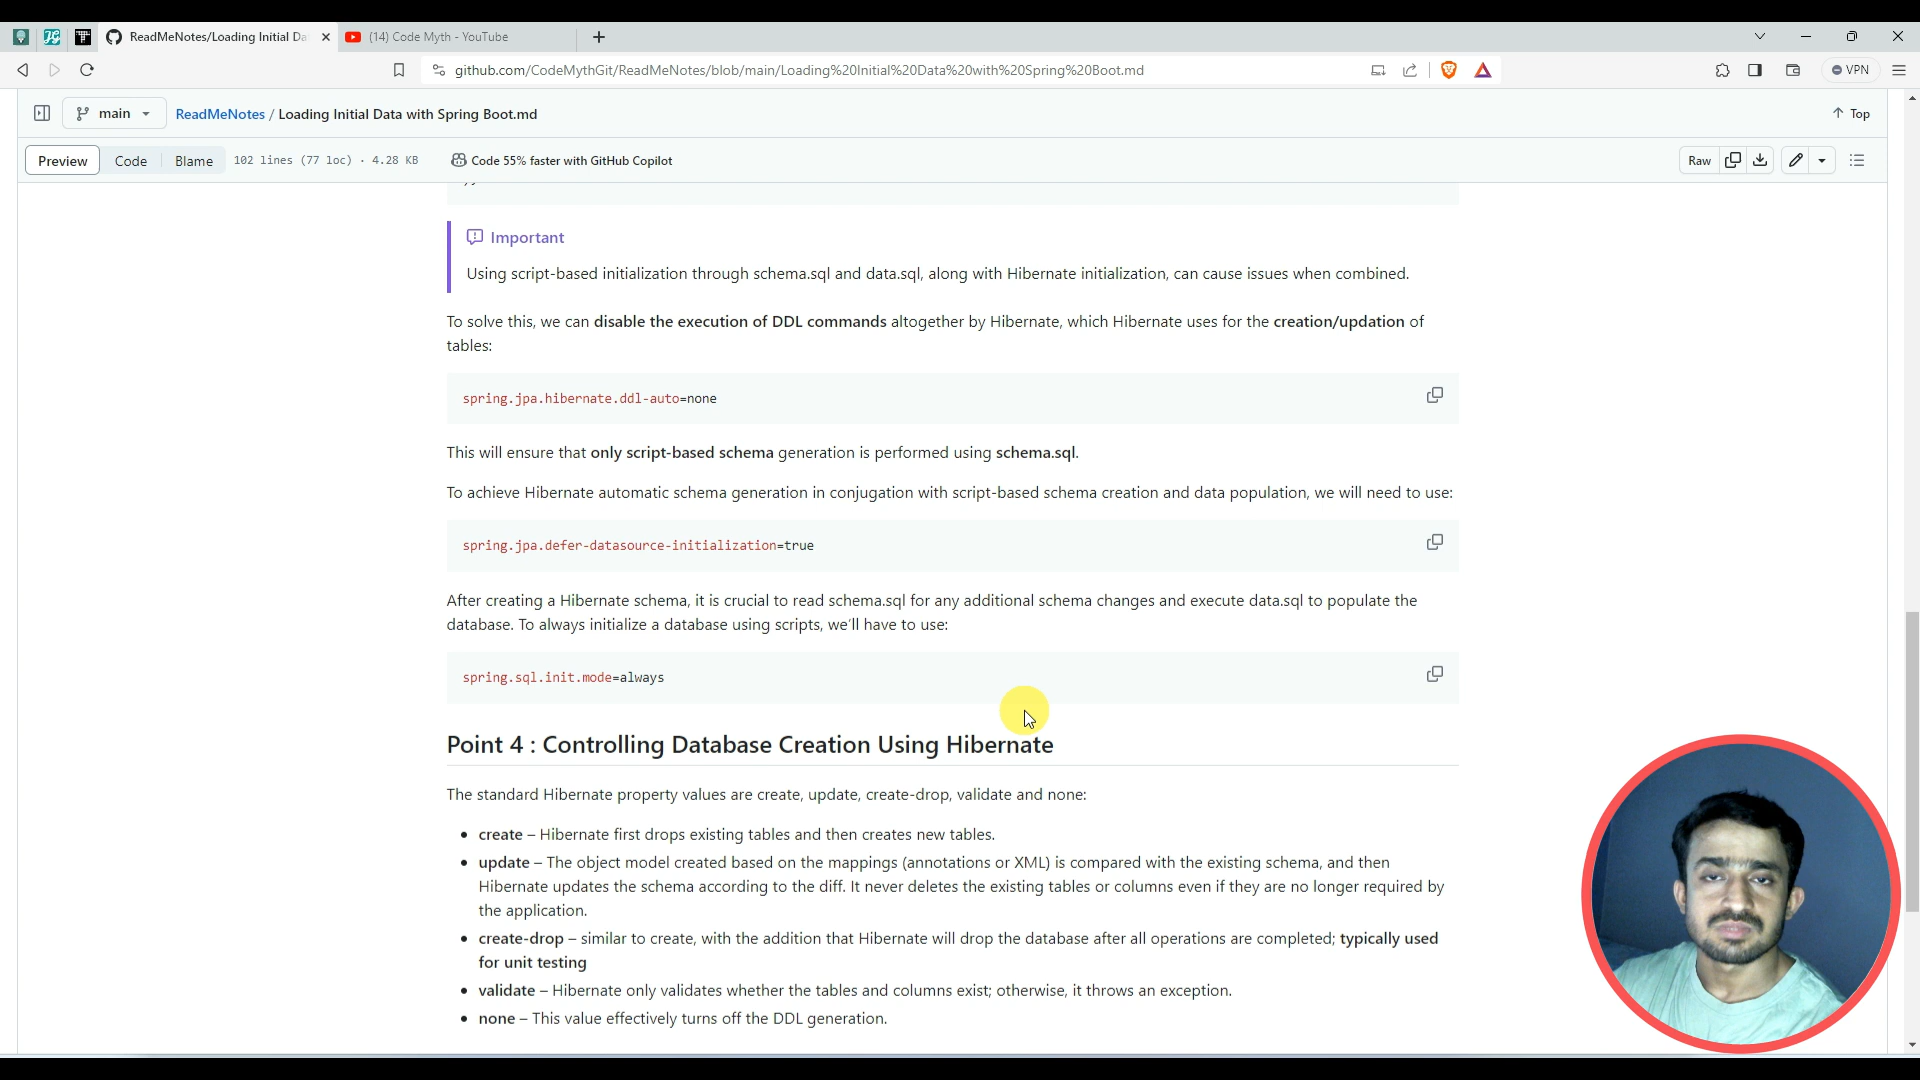 ReadMeNotes/Loading Initial Da
(14) Code Myth - YouTube
github.com/CodeMythGit/ReadMeNotes/blob/main/Loading%20Initial%20Data%20with%20Spring%20Boot.md
VPN
main
ReadMeNotes / Loading Initial Data with Spring Boot.md
Top
Preview
Code
Blame
102 lines (77 loc) · 4.28 KB
Code 55% faster with GitHub Copilot
Raw
Important
Using script-based initialization through schema.sql and data.sql, along with Hibernate initialization, can cause issues when combined.
To solve this, we can disable the execution of DDL commands altogether by Hibernate, which Hibernate uses for the creation/updation of
tables:
spring.jpa.hibernate.ddl-auto=none
This will ensure that only script-based schema generation is performed using schema.sql.
To achieve Hibernate automatic schema generation in conjugation with script-based schema creation and data population, we will need to use:
spring.jpa.defer-datasource-initialization=true
After creating a Hibernate schema, it is crucial to read schema.sql for any additional schema changes and execute data.sql to populate the
database. To always initialize a database using scripts, we'll have to use:
spring.sql.init.mode=always
Point 4 : Controlling Database Creation Using Hibernate
The standard Hibernate property values are create, update, create-drop, validate and none:
• create – Hibernate first drops existing tables and then creates new tables.
• update – The object model created based on the mappings (annotations or XML) is compared with the existing schema, and then
Hibernate updates the schema according to the diff. It never deletes the existing tables or columns even if they are no longer required by
the application.
• create-drop – similar to create, with the addition that Hibernate will drop the database after all operations are completed; typically used
for unit testing
• validate – Hibernate only validates whether the tables and columns exist; otherwise, it throws an exception.
• none – This value effectively turns off the DDL generation.